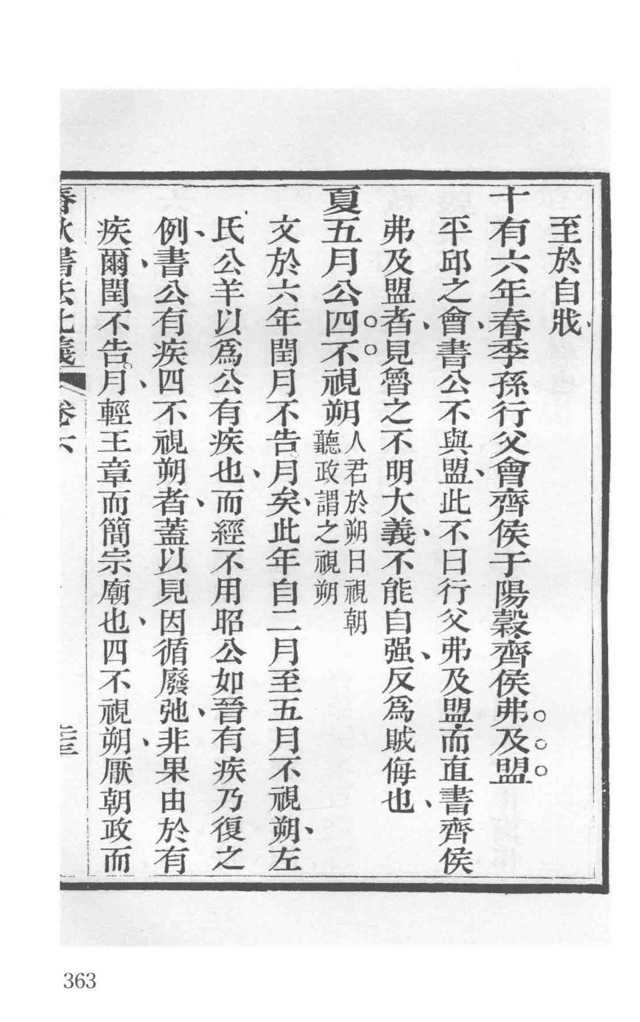 至於自戕
十有六年春季孫行父會齊侯于陽穀齊侯弗及盟
平邱之會書公不與盟此不曰行父弗及盟而直書齊侯
弗及盟者見魯之不明大義不能自强反爲賊侮也
夏五月公四不視朔人君於朔日視朝
聽政謂之視朔
文於六年閏月不告月矣此年自二月至五月不視朔左
氏公羊以爲公有疾也而經不用昭公如晉有疾乃復之
例書公有疾四不視朔者蓋以見因循廢弛非果由於有
疾爾閏不告月輕王章而簡宗廟也四不視朔厭朝政而
春秋書法比義 卷六
363